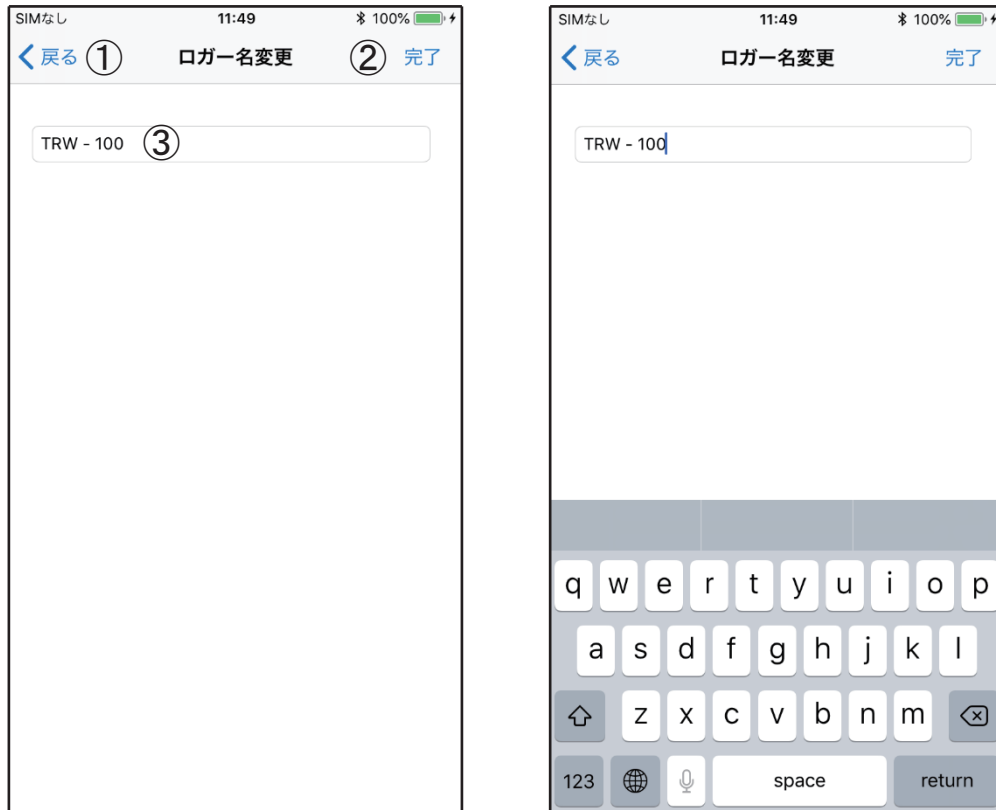 SIMなし 11:49 100%
戻る ① ロガー名変更 ② 完了
TRW - 100 ③
SIMなし 11:49 100%
戻る ロガー名変更 完了
TRW - 100
q w e r t y u i o p
a s d f g h j k l
z x c v b n m
123 space return